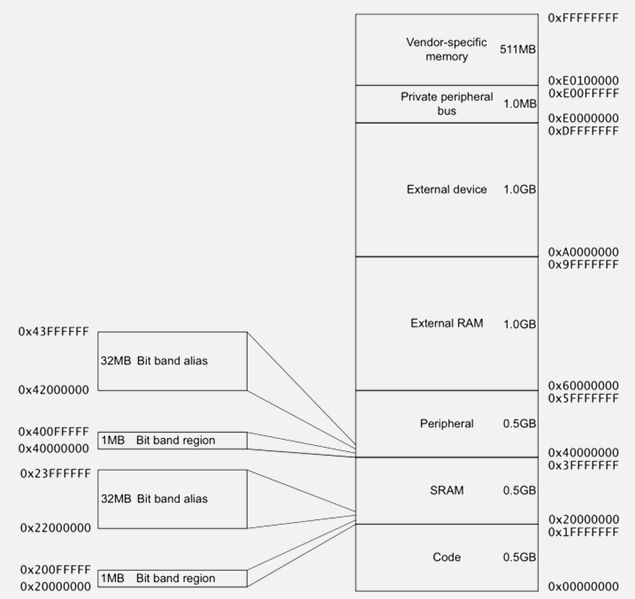 0xFFFFFFFF
Vendor-specific
memory
511MB
0xE0100000
0xE00FFFFF
Private peripheral
bus
1.0MB
0xE0000000
0xDFFFFFFF
External device
1.0GB
0xA0000000
0x9FFFFFFF
External RAM
1.0GB
0x60000000
0x5FFFFFFF
Peripheral
0.5GB
0x40000000
0x3FFFFFFF
SRAM
0.5GB
0x20000000
0x1FFFFFFF
Code
0.5GB
0x00000000
0x43FFFFFF
32MB Bit band alias
0x42000000
0x400FFFFF
1MB Bit band region
0x40000000
0x23FFFFFF
32MB Bit band alias
0x22000000
0x200FFFFF
1MB Bit band region
0x20000000